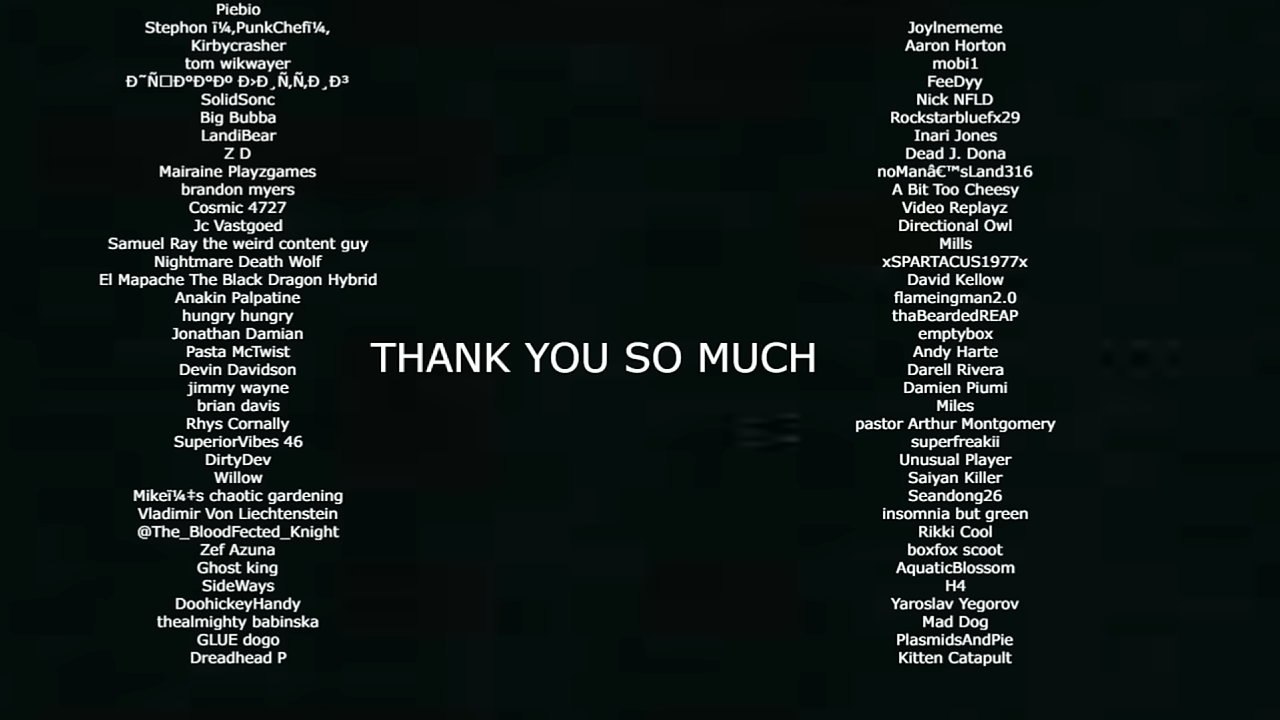 Piebio
Stephon ï¼‚PunkChefï¼‚
Kirbycrasher
tom wikwayer
SolidSonc
Big Bubba
LandiBear
Z D
Mairaine Playzgames
brandon myers
Cosmic 4727
Jc Vastgoed
Samuel Ray the weird content guy
Nightmare Death Wolf
El Mapache The Black Dragon Hybrid
Anakin Palpatine
hungry hungry
Jonathan Damian
Pasta McTwist
Devin Davidson
jimmy wayne
brian davis
Rhys Cornally
SuperiorVibes 46
DirtyDev
Willow
Mikeï¼‡s chaotic gardening
Vladimir Von Liechtenstein
@The_BloodFected_Knight
Zef Azuna
Ghost king
SideWays
DoohickeyHandy
thealmighty babinska
GLUE dogo
Dreadhead P
THANK YOU SO MUCH
Joylnememe
Aaron Horton
mobi1
FeeDyy
Nick NFLD
Rockstarbluefx29
Inari Jones
Dead J. Dona
noManâ€™sLand316
A Bit Too Cheesy
Video Replayz
Directional Owl
Mills
xSPARTACUS1977x
David Kellow
flameingman2.0
thaBeardedREAP
emptybox
Andy Harte
Darell Rivera
Damien Piumi
Miles
pastor Arthur Montgomery
superfreakii
Unusual Player
Saiyan Killer
Seandong26
insomnia but green
Rikki Cool
boxfox scoot
AquaticBlossom
H4
Yaroslav Yegorov
Mad Dog
PlasmidsAndPie
Kitten Catapult